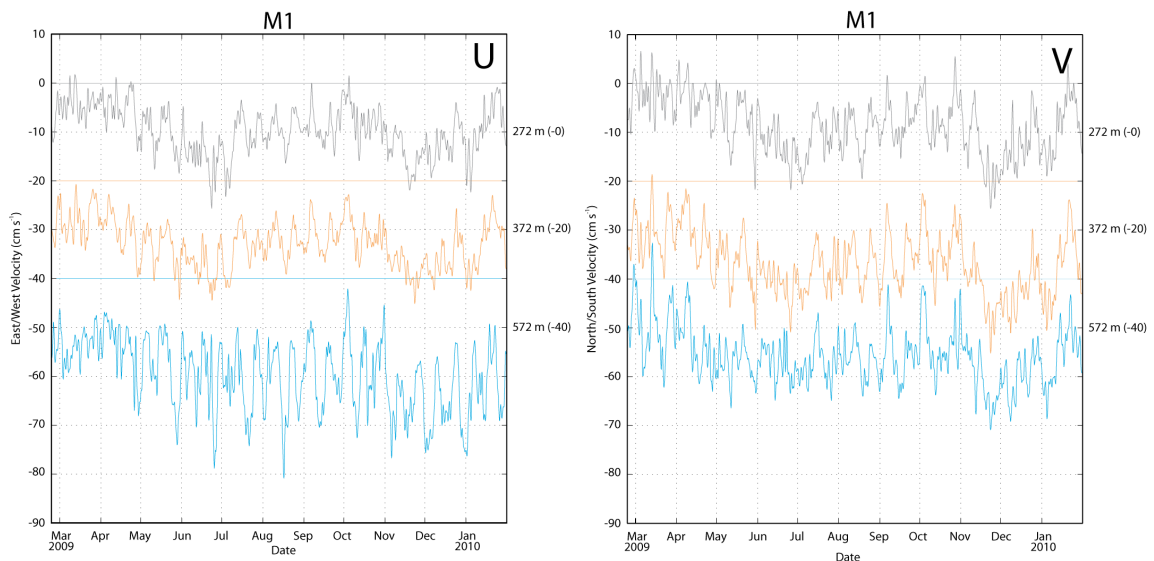 M1
U
10
0
-10
-20
-30
-40
-50
-60
-70
-80
-90
East/West Velocity (cm s-1)
272 m (-0)
372 m (-20)
572 m (-40)
Mar Apr May Jun Jul Aug Sep Oct Nov Dec Jan
2009 2010
Date
M1
V
10
0
-10
-20
-30
-40
-50
-60
-70
-80
-90
North/South Velocity (cm s-1)
272 m (-0)
372 m (-20)
572 m (-40)
Mar Apr May Jun Jul Aug Sep Oct Nov Dec Jan
2009 2010
Date